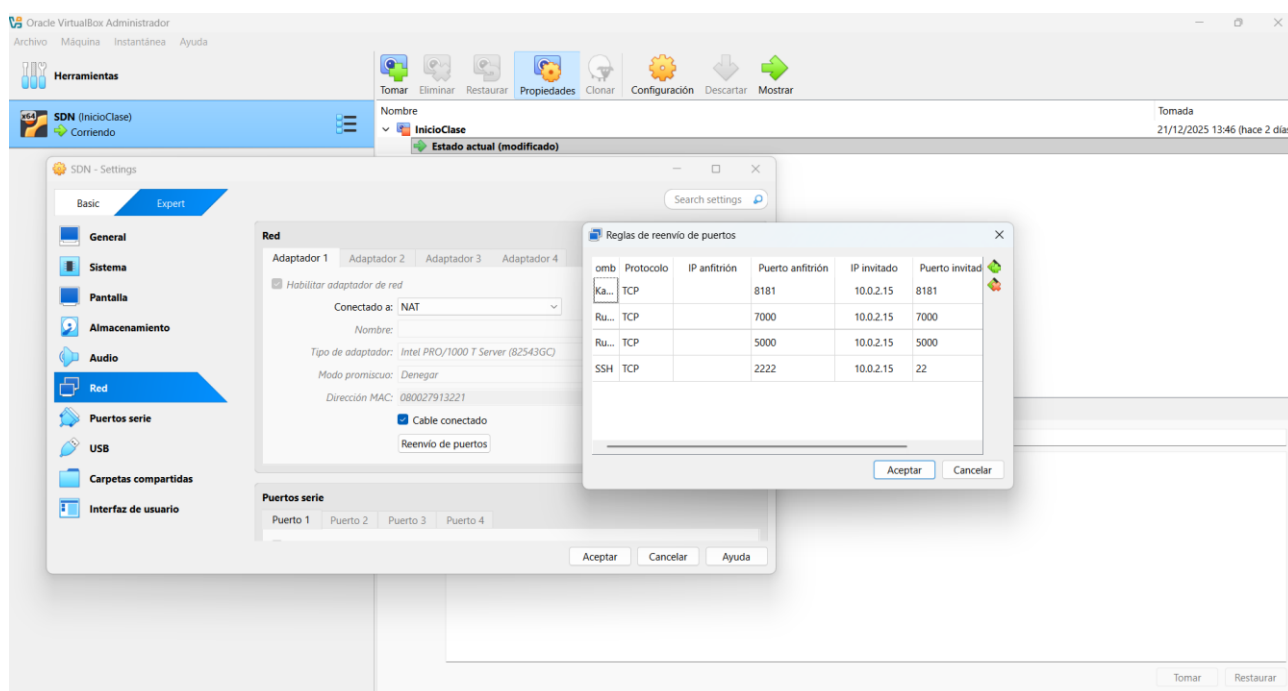 Oracle VirtualBox Administrador
Archivo Máquina Instantánea Ayuda
Herramientas
Tomar Eliminar Restaurar Propiedades Clonar Configuración Descartar Mostrar
SDN (InicioClase)
Corriendo
Nombre Tomada
InicioClase 21/12/2025 13:46 (hace 2 días
Estado actual (modificado)
SDN - Settings
Basic Expert Search settings
General
Sistema
Pantalla
Almacenamiento
Audio
Red
Puertos serie
USB
Carpetas compartidas
Interfaz de usuario
Red
Adaptador 1 Adaptador 2 Adaptador 3 Adaptador 4
Habilitar adaptador de red
Conectado a: NAT
Nombre:
Tipo de adaptador: Intel PRO/1000 T Server (82543GC)
Modo promiscuo: Denegar
Dirección MAC: 080027913221
Cable conectado
Reenvío de puertos
Puertos serie
Puerto 1 Puerto 2 Puerto 3 Puerto 4
Aceptar Cancelar Ayuda
Reglas de reenvío de puertos
omb Protocolo IP anfitrión Puerto anfitrión IP invitado Puerto invitad
Ka... TCP 8181 10.0.2.15 8181
Ru... TCP 7000 10.0.2.15 7000
Ru... TCP 5000 10.0.2.15 5000
SSH TCP 2222 10.0.2.15 22
Aceptar Cancelar
Tomar Restaurar